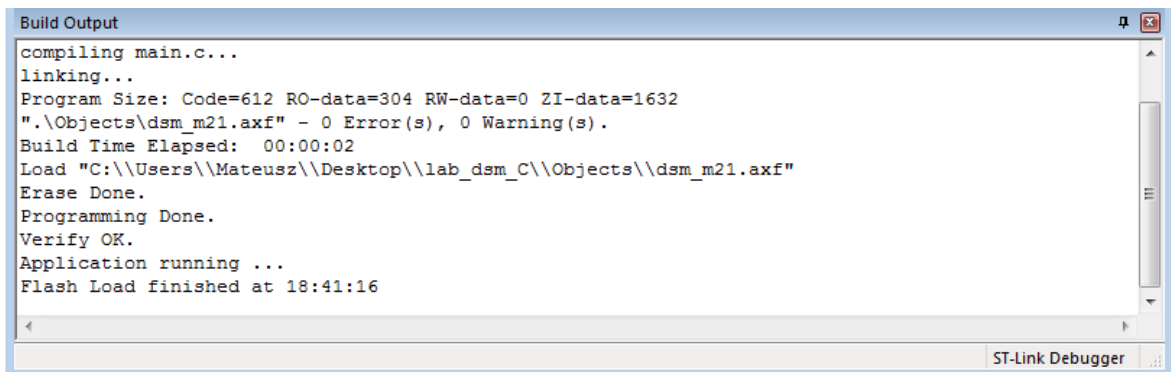 Build Output
compiling main.c...
linking...
Program Size: Code=612 RO-data=304 RW-data=0 ZI-data=1632
".\Objects\dsm_m21.axf" - 0 Error(s), 0 Warning(s).
Build Time Elapsed:  00:00:02
Load "C:\\Users\\Mateusz\\Desktop\\lab_dsm_C\\Objects\\dsm_m21.axf"
Erase Done.
Programming Done.
Verify OK.
Application running ...
Flash Load finished at 18:41:16
ST-Link Debugger